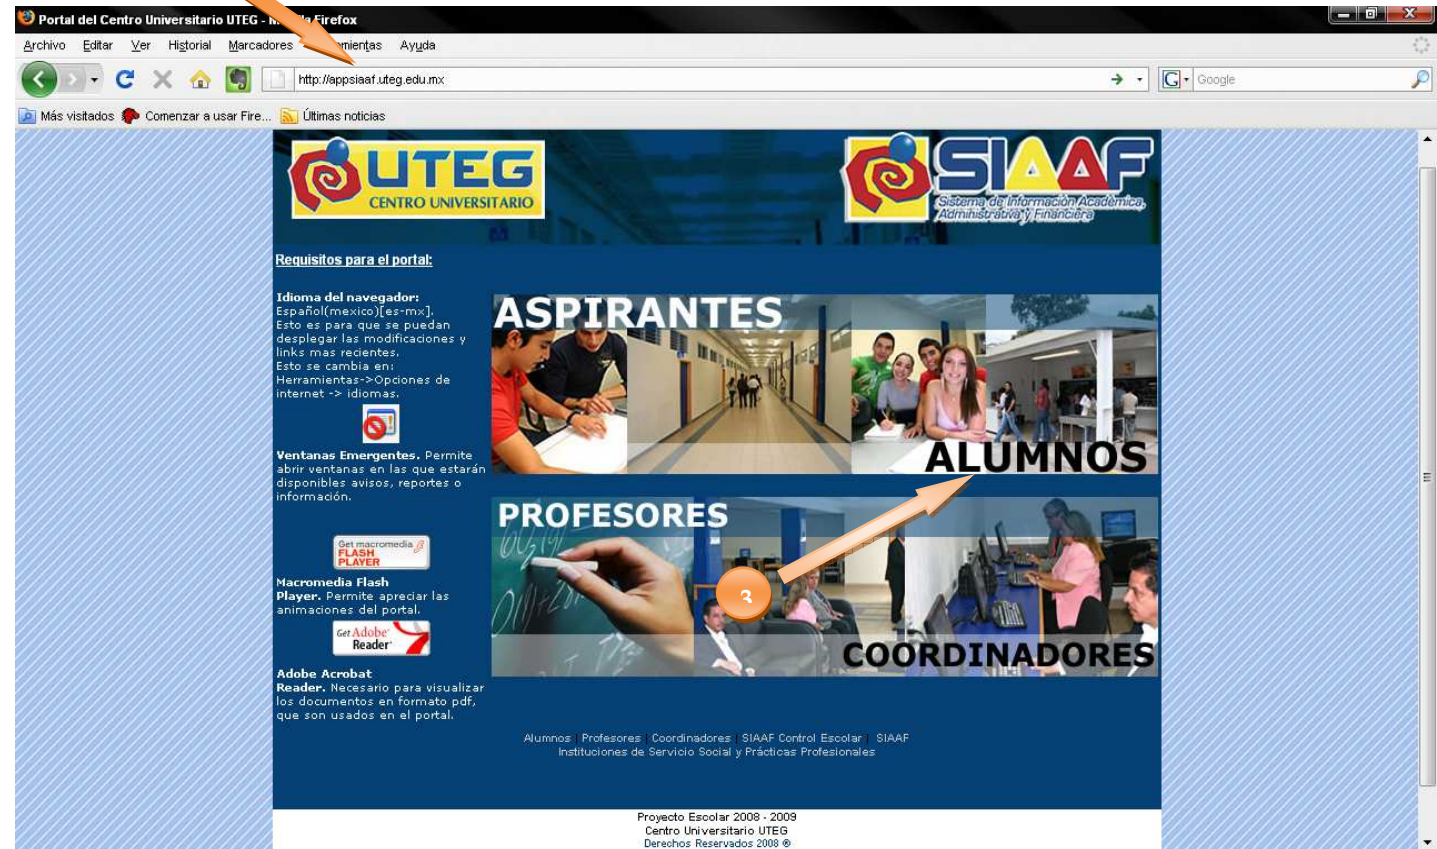 Portal del Centro Universitario UTEG - Firefox
Archivo Editar Ver Historial Marcadores Ayuda
http://appsiaaf.uteg.edu.mx
G Google
Más visitados Comenzar a usar Fire... Últimas noticias
UTEG
CENTRO UNIVERSITARIO
SIAAF
Sistema de Información Académica,
Administrativa y Financiera
Requisitos para el portal:
Idioma del navegador:
Español(mexico)[es-mx].
Esto es para que se puedan
desplegar las modificaciones y
links mas recientes.
Esto se cambia en:
Herramientas->Opciones de
internet -> idiomas.
Ventanas Emergentes. Permite
abrir ventanas en las que estarán
disponibles avisos, reportes o
información.
Get macromedia
FLASH
PLAYER
Macromedia Flash
Player. Permite apreciar las
animaciones del portal.
Get Adobe
Reader
Adobe Acrobat
Reader. Necesario para visualizar
los documentos en formato pdf,
que son usados en el portal.
ASPIRANTES
ALUMNOS
PROFESORES
3
COORDINADORES
Alumnos | Profesores | Coordinadores | SIAAF Control Escolar | SIAAF
Instituciones de Servicio Social y Prácticas Profesionales
Proyecto Escolar 2008 - 2009
Centro Universitario UTEG
Derechos Reservados 2008 ®